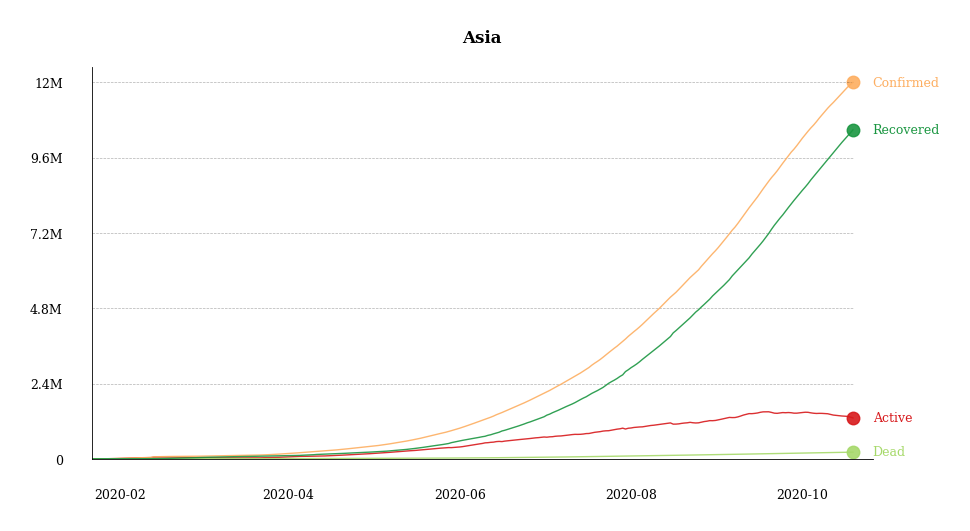 Asia
12M
9.6M
7.2M
4.8M
2.4M
0
Confirmed
Recovered
Active
Dead
2020-02
2020-04
2020-06
2020-08
2020-10